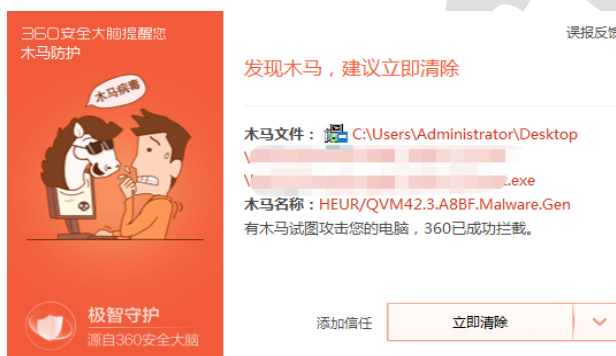 360安全大脑提醒您
木马防护
木马病毒
极智守护
源自360安全大脑
误报反馈
发现木马，建议立即清除
木马文件： C:\Users\Administrator\Desktop
\
\ .exe
木马名称：HEUR/QVM42.3.A8BF.Malware.Gen
有木马试图攻击您的电脑，360已成功拦截。
添加信任
立即清除